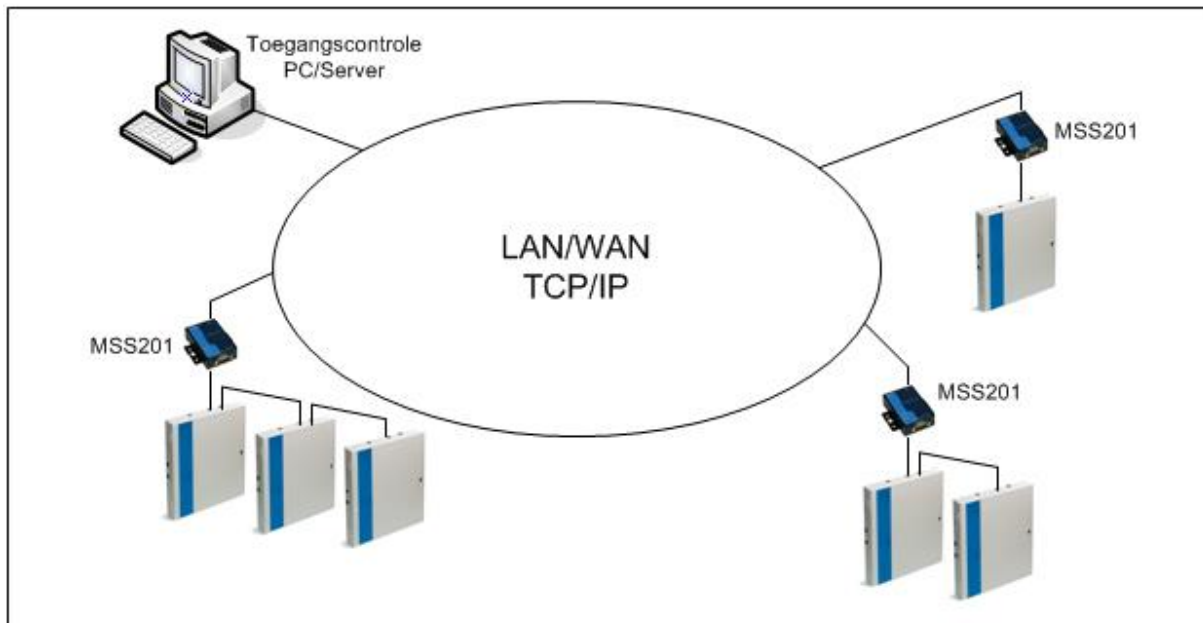 Toegangscontrole
PC/Server
MSS201
LAN/WAN
TCP/IP
MSS201
MSS201